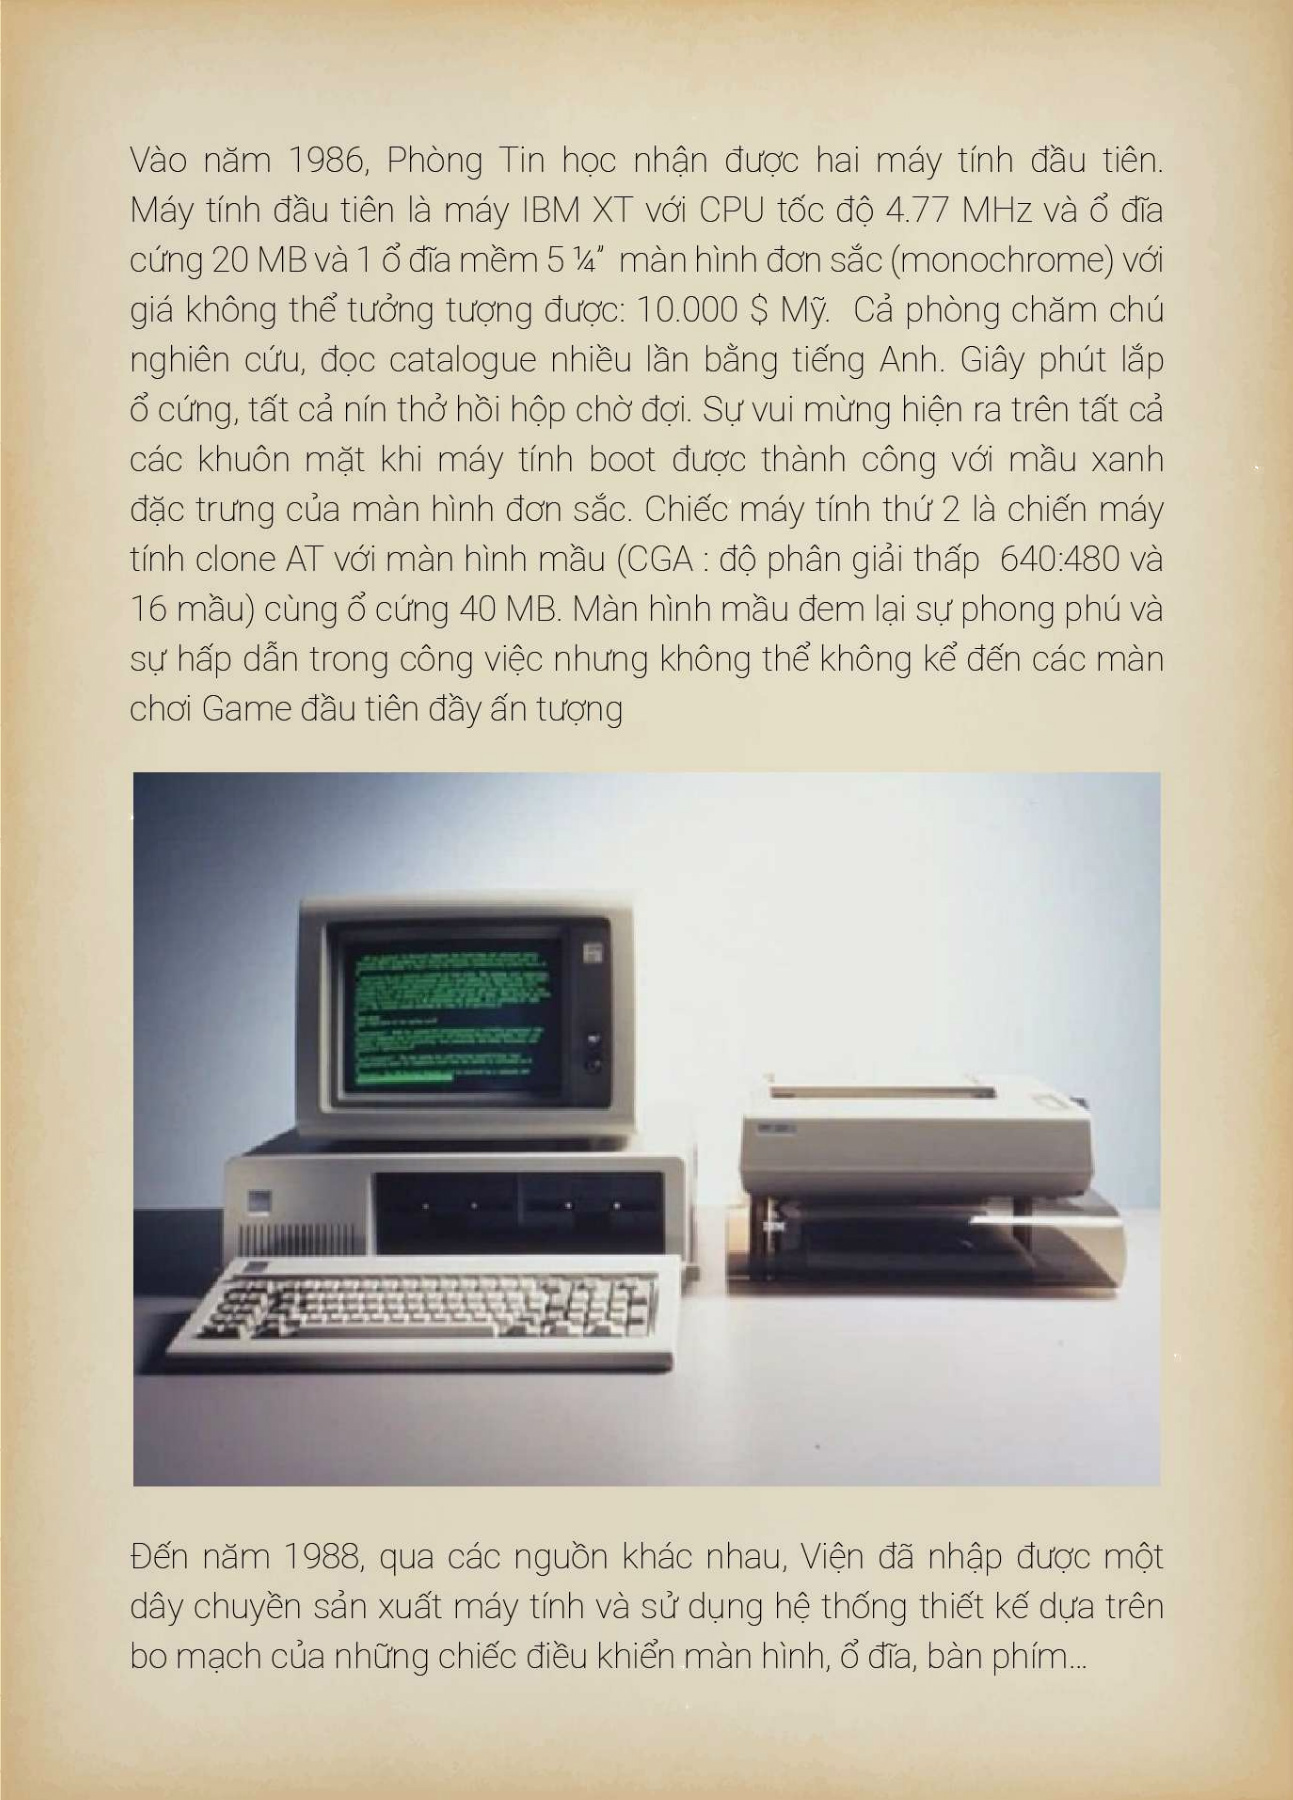 Vào năm 1986, Phòng Tin học nhận được hai máy tính đầu tiên.
Máy tính đầu tiên là máy IBM XT với CPU tốc độ 4.77 MHz và ổ đĩa
cứng 20 MB và 1 ổ đĩa mềm 5 ¼” màn hình đơn sắc (monochrome) với
giá không thể tưởng tượng được: 10.000 $ Mỹ. Cả phòng chăm chú
nghiên cứu, đọc catalogue nhiều lần bằng tiếng Anh. Giây phút lắp
ổ cứng, tất cả nín thở hồi hộp chờ đợi. Sự vui mừng hiện ra trên tất cả
các khuôn mặt khi máy tính boot được thành công với mầu xanh
đặc trưng của màn hình đơn sắc. Chiếc máy tính thứ 2 là chiến máy
tính clone AT với màn hình mầu (CGA : độ phân giải thấp 640:480 và
16 mầu) cùng ổ cứng 40 MB. Màn hình mầu đem lại sự phong phú và
sự hấp dẫn trong công việc nhưng không thể không kể đến các màn
chơi Game đầu tiên đầy ấn tượng
Đến năm 1988, qua các nguồn khác nhau, Viện đã nhập được một
dây chuyền sản xuất máy tính và sử dụng hệ thống thiết kế dựa trên
bo mạch của những chiếc điều khiển màn hình, ổ đĩa, bàn phím...